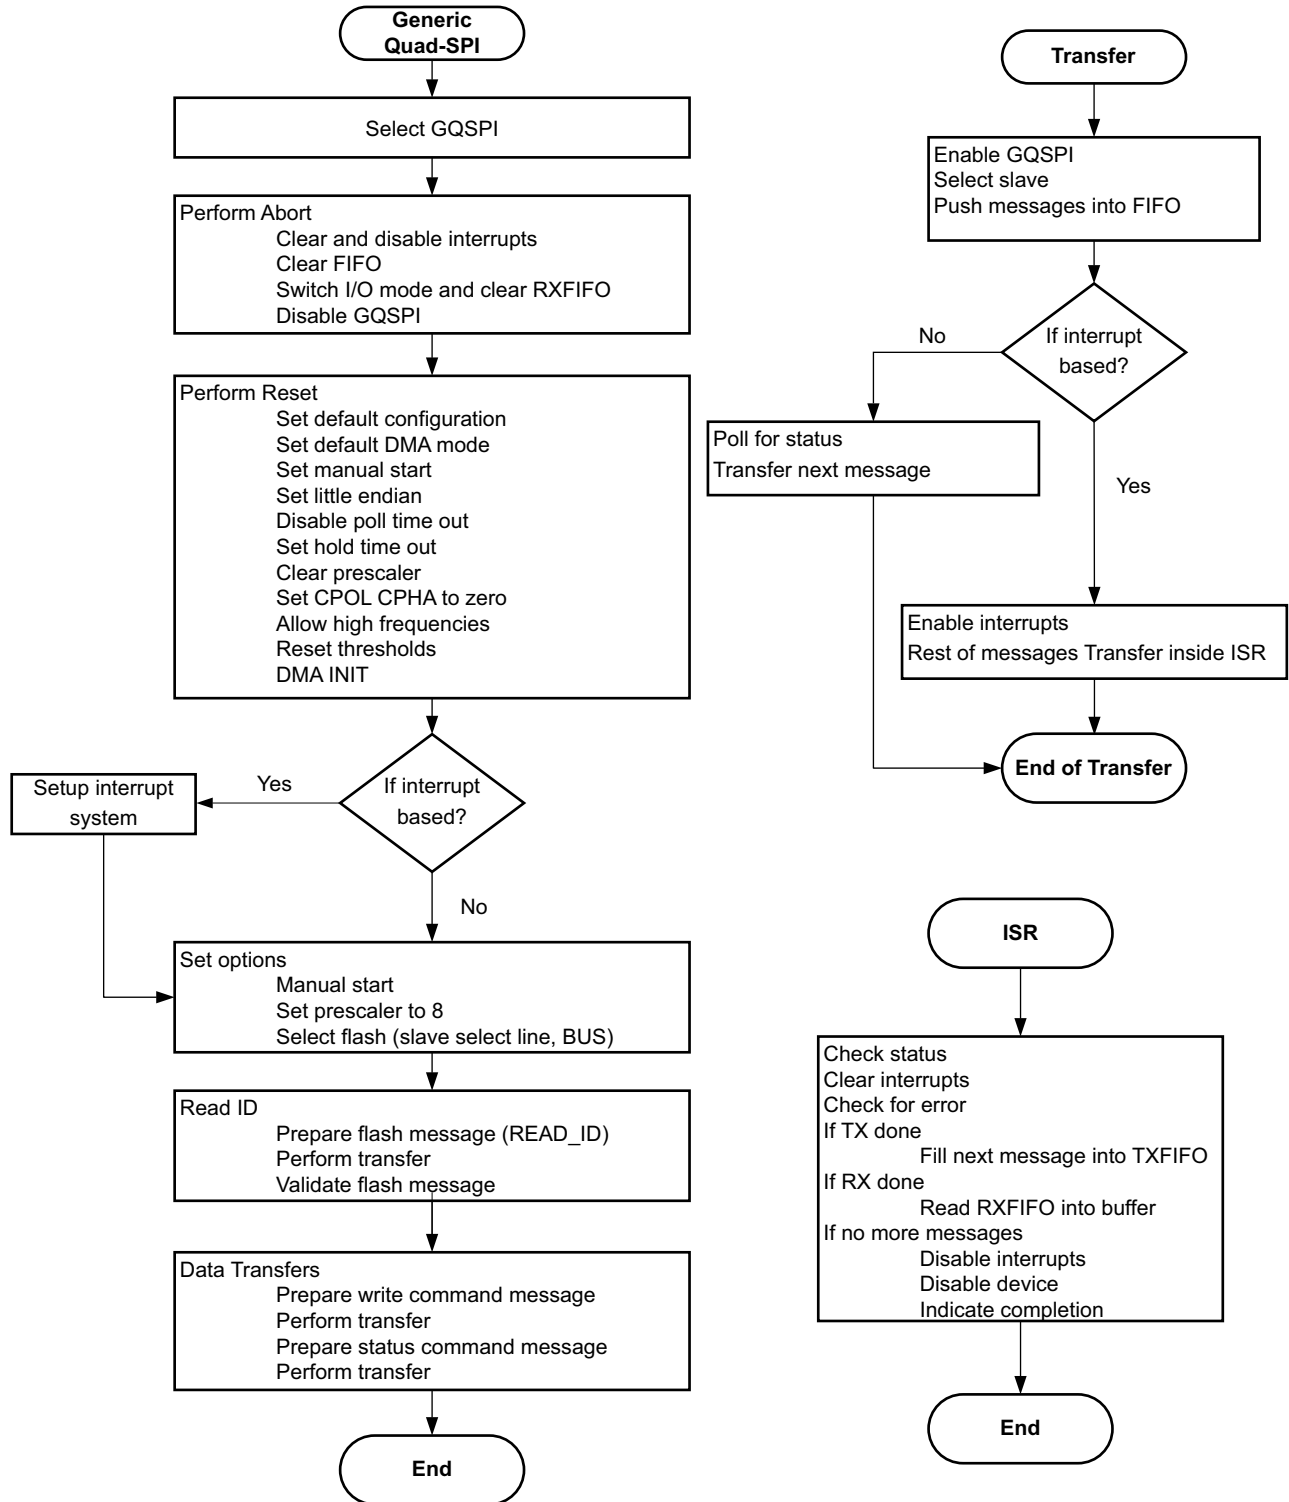 Generic
Quad-SPI
Select GQSPI
Perform Abort
Clear and disable interrupts
Clear FIFO
Switch I/O mode and clear RXFIFO
Disable GQSPI
Perform Reset
Set default configuration
Set default DMA mode
Set manual start
Set little endian
Disable poll time out
Set hold time out
Clear prescaler
Set CPOL CPHA to zero
Allow high frequencies
Reset thresholds
DMA INIT
If interrupt
based?
Yes
Setup interrupt
system
No
Set options
Manual start
Set prescaler to 8
Select flash (slave select line, BUS)
Read ID
Prepare flash message (READ_ID)
Perform transfer
Validate flash message
Data Transfers
Prepare write command message
Perform transfer
Prepare status command message
Perform transfer
End
Transfer
Enable GQSPI
Select slave
Push messages into FIFO
If interrupt
based?
No
Poll for status
Transfer next message
Yes
Enable interrupts
Rest of messages Transfer inside ISR
End of Transfer
ISR
Check status
Clear interrupts
Check for error
If TX done
Fill next message into TXFIFO
If RX done
Read RXFIFO into buffer
If no more messages
Disable interrupts
Disable device
Indicate completion
End